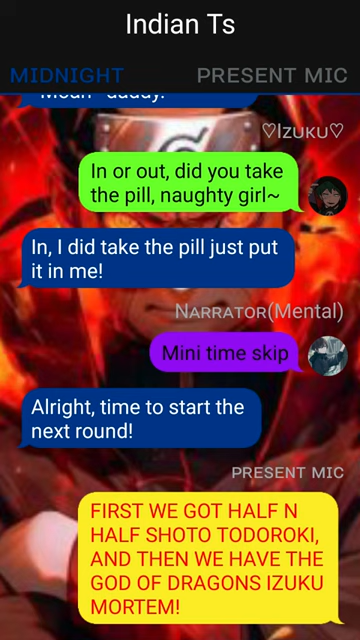 Indian Ts
MIDNIGHT PRESENT MIC
♡Izuku♡
In or out, did you take
the pill, naughty girl~
In, I did take the pill just put
it in me!
Narrator(Mental)
Mini time skip
Alright, time to start the
next round!
PRESENT MIC
FIRST WE GOT HALF N
HALF SHOTO TODOROKI,
AND THEN WE HAVE THE
GOD OF DRAGONS IZUKU
MORTEM!